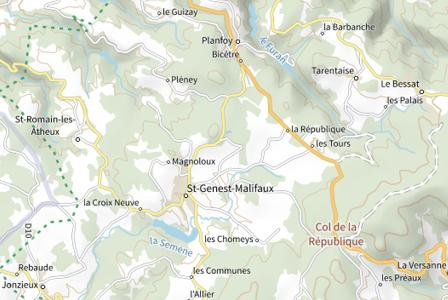 le Guizay
Planfoy
le Furan
la Barbanche
Bicêtre
Tarentaise
Pléney
Le Bessat
les Palais
St-Romain-les-
Atheux
la République
les Tours
Magnoloux
St-Genest-Malifaux
la Croix Neuve
D10
la Semène
les Chomeys
Col de la
République
La Versanne
Rebaude
les Communes
les Préaux
Jonzieux
l'Allier